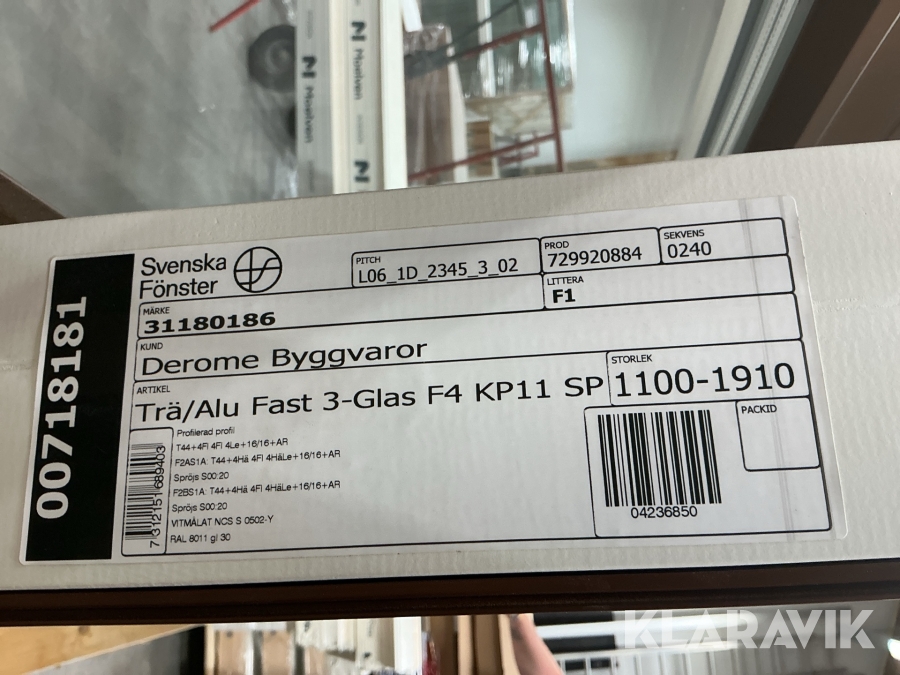 Moelven
Moelven
Svenska
Fönster
PITCH
L06_1D_2345_3_02
PROD
729920884
SEKVENS
0240
MÄRKE
31180186
LITTERA
F1
KUND
Derome Byggvaror
ARTIKEL
Trä/Alu Fast 3-Glas F4 KP11 SP
STORLEK
1100-1910
Profilerad profil
T44+4Fl 4Fl 4Le+16/16+AR
F2AS1A: T44+4Hä 4Fl 4HäLe+16/16+AR
Spröjs S00:20
F2BS1A: T44+4Hä 4Fl 4HäLe+16/16+AR
Spröjs S00:20
VITMÅLAT NCS S 0502-Y
RAL 8011 gl 30
7312151689403
04236850
PACKID
00718181
KLARAVIK